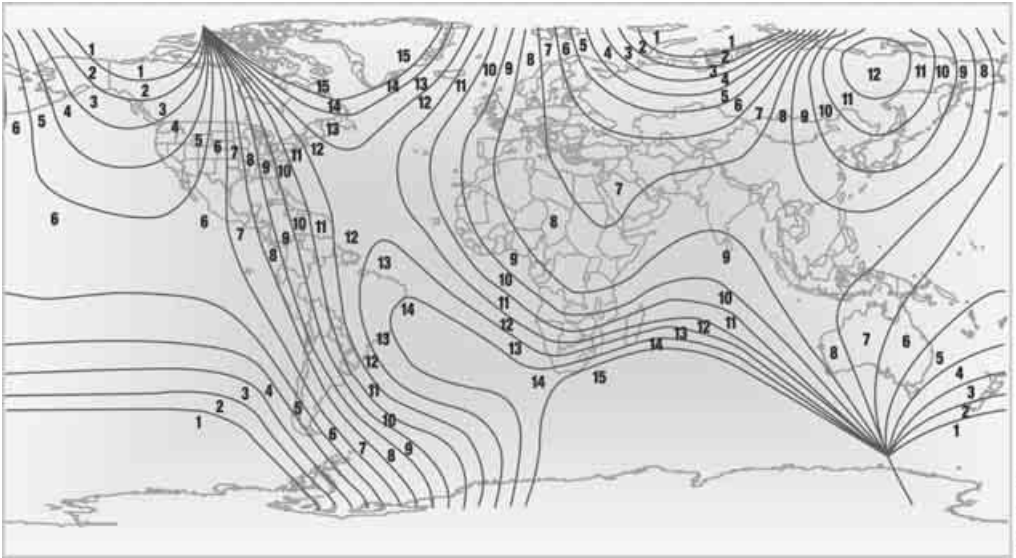 1 15 1 1 5 7 6 4 3 2 2
2 1 15 14 13 11 10 9 8 3 12 11 10 9 8
3 2 14 12 4
4 3 5 11
5 4 13 6 10
6 5 6 7 8 9 10 11 12 7 8 9
6 6 7
7 8 9 10 11 12 8
13 9 9
8 10 10
14 11 12 11
13 12 13 7 6
12 13 14 8 5
3 4 11 14 15 4
2 5 10 3
1 6 9 2
7 8 1